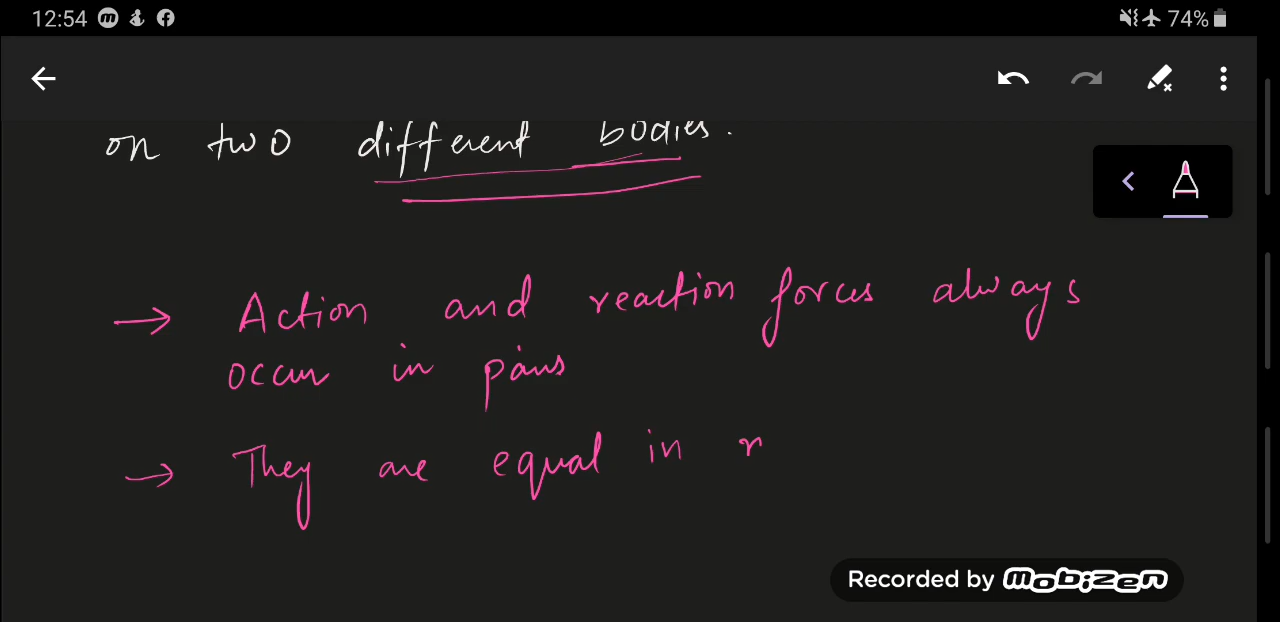 12:54
74%
on two different bodies.
→ Action and reaction forces always
occur in pairs
→ They are equal in
Recorded by mobizen